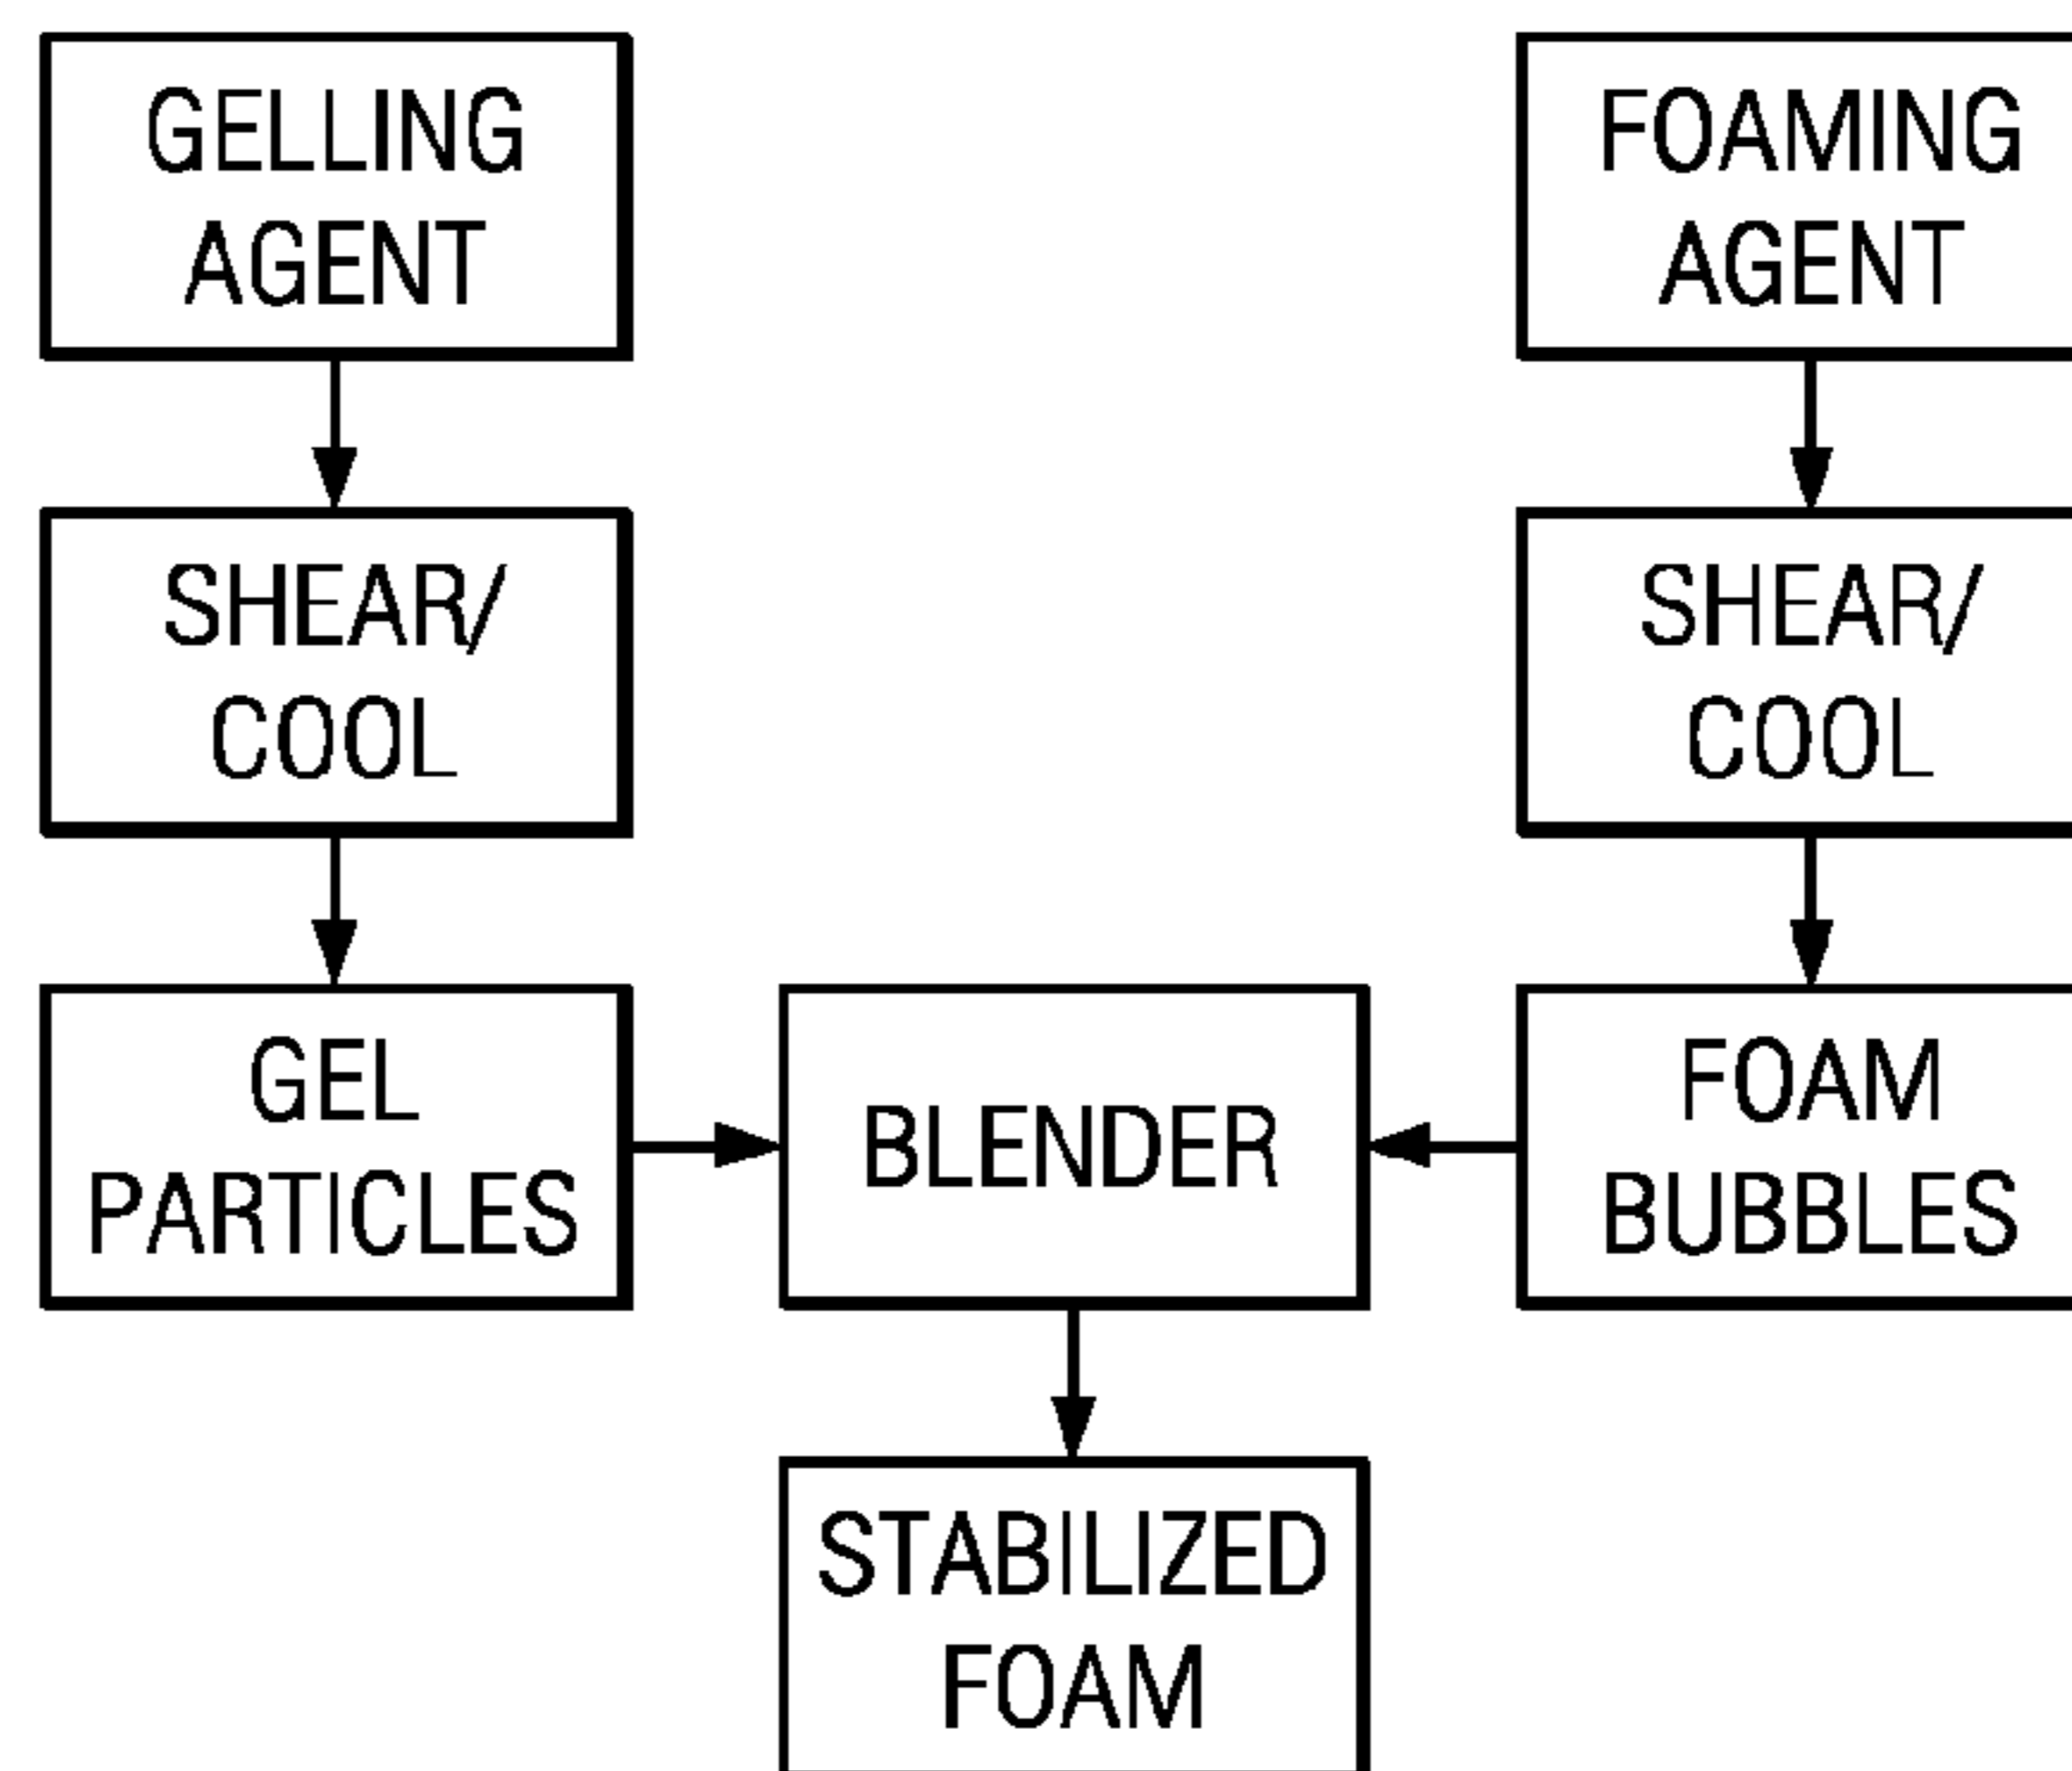 GELLING
AGENT
FOAMING
AGENT
SHEAR/
COOL
SHEAR/
COOL
GEL
PARTICLES
BLENDER
FOAM
BUBBLES
STABILIZED
FOAM